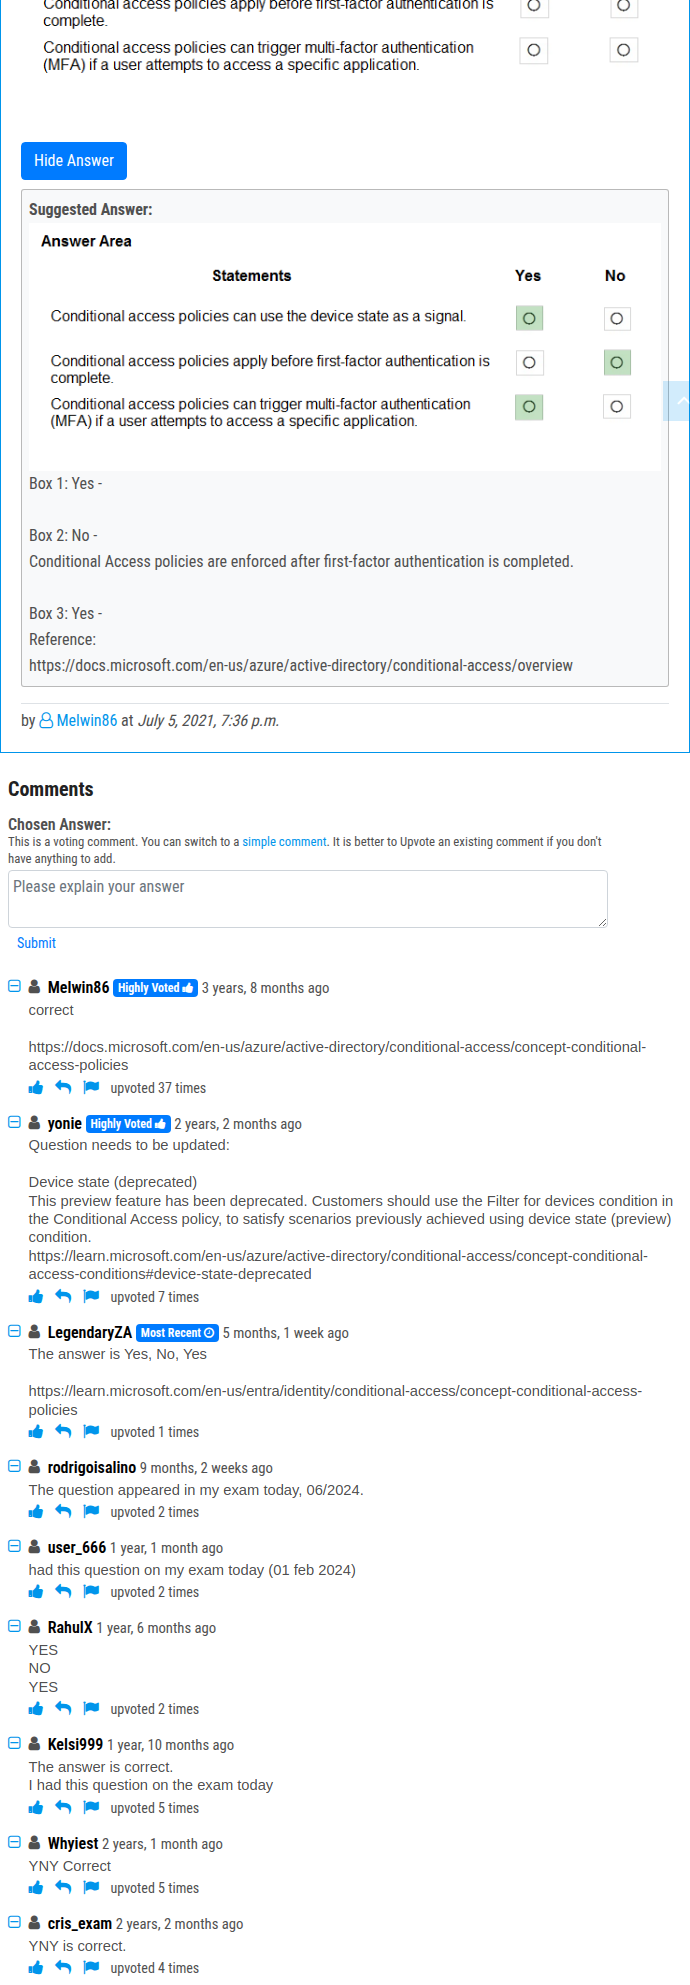 Conditional access policies apply before first-factor authentication is
complete.
Conditional access policies can trigger multi-factor authentication
(MFA) if a user attempts to access a specific application.
Hide Answer
Suggested Answer:
Answer Area
Statements Yes No
Conditional access policies can use the device state as a signal.
Conditional access policies apply before first-factor authentication is
complete.
Conditional access policies can trigger multi-factor authentication
(MFA) if a user attempts to access a specific application.
Box 1: Yes -
Box 2: No -
Conditional Access policies are enforced after first-factor authentication is completed.
Box 3: Yes -
Reference:
https://docs.microsoft.com/en-us/azure/active-directory/conditional-access/overview
by Melwin86 at July 5, 2021, 7:36 p.m.
Comments
Chosen Answer:
This is a voting comment. You can switch to a simple comment. It is better to Upvote an existing comment if you don't
have anything to add.
Please explain your answer
Submit
Melwin86 Highly Voted 3 years, 8 months ago
correct
https://docs.microsoft.com/en-us/azure/active-directory/conditional-access/concept-conditional-
access-policies
upvoted 37 times
yonie Highly Voted 2 years, 2 months ago
Question needs to be updated:
Device state (deprecated)
This preview feature has been deprecated. Customers should use the Filter for devices condition in
the Conditional Access policy, to satisfy scenarios previously achieved using device state (preview)
condition.
https://learn.microsoft.com/en-us/azure/active-directory/conditional-access/concept-conditional-
access-conditions#device-state-deprecated
upvoted 7 times
LegendaryZA Most Recent 5 months, 1 week ago
The answer is Yes, No, Yes
https://learn.microsoft.com/en-us/entra/identity/conditional-access/concept-conditional-access-
policies
upvoted 1 times
rodrigoisalino 9 months, 2 weeks ago
The question appeared in my exam today, 06/2024.
upvoted 2 times
user_666 1 year, 1 month ago
had this question on my exam today (01 feb 2024)
upvoted 2 times
RahulX 1 year, 6 months ago
YES
NO
YES
upvoted 2 times
Kelsi999 1 year, 10 months ago
The answer is correct.
I had this question on the exam today
upvoted 5 times
Whyiest 2 years, 1 month ago
YNY Correct
upvoted 5 times
cris_exam 2 years, 2 months ago
YNY is correct.
upvoted 4 times